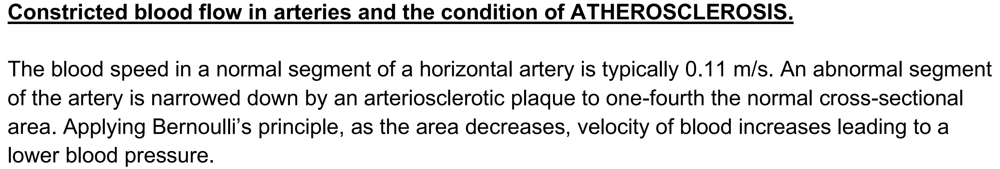 Constricted blood flow in arteries and the condition of ATHEROSCLEROSIS.
The blood speed in a normal segment of a horizontal artery is typically 0.11 m/s. An abnormal segment
of the artery is narrowed down by an arteriosclerotic plaque to one-fourth the normal cross-sectional
area. Applying Bernoulli’s principle, as the area decreases, velocity of blood increases leading to a
lower blood pressure.